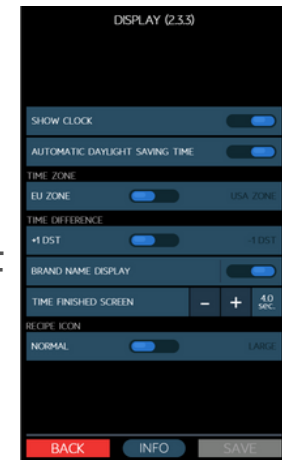 DISPLAY (2.3.3)
SHOW CLOCK
AUTOMATIC DAYLIGHT SAVING TIME
TIME ZONE
EU ZONE USA ZONE
TIME DIFFERENCE
+1 DST -1 DST
BRAND NAME DISPLAY
TIME FINISHED SCREEN - + 4.0
sec.
RECIPE ICON
NORMAL LARGE
BACK INFO SAVE